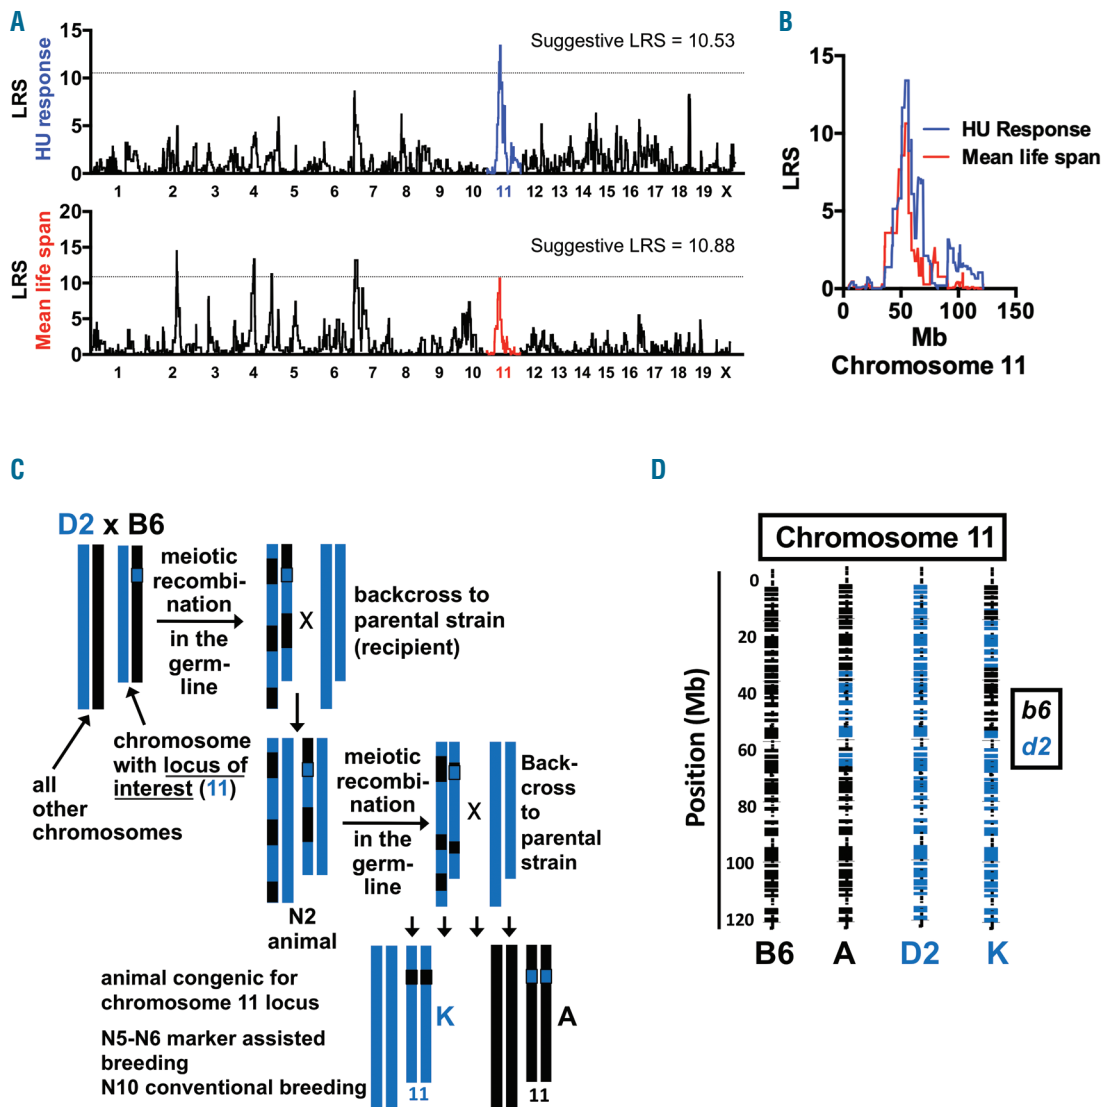 A
15
10
5
0
LRS
HU response
Suggestive LRS = 10.53
1 2 3 4 5 6 7 8 9 10 11 12 13 14 15 16 17 18 19 X
20
15
10
5
0
LRS
Mean life span
Suggestive LRS = 10.88
1 2 3 4 5 6 7 8 9 10 11 12 13 14 15 16 17 18 19 X
B
15
10
5
0
LRS
HU Response
Mean life span
0 50 100 150
Mb
Chromosome 11
C
D2 x B6
meiotic
recombi-
nation
in the
germ-
line
X
backcross to
parental strain
(recipient)
all
other
chromosomes
chromosome
with locus of
interest (11)
meiotic
recombi-
nation
in the
germ-
line
X
Back-
cross
to
parental
strain
N2
animal
animal congenic for
chromosome 11 locus
N5-N6 marker assisted
breeding
N10 conventional breeding
K
11
A
11
D
Chromosome 11
Position (Mb)
0
20
40
60
80
100
120
b6
d2
B6 A D2 K